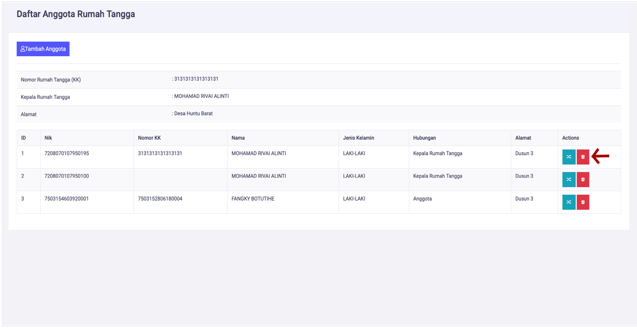 Daftar Anggota Rumah Tangga
Tambah Anggota
Nomor Rumah Tangga (KK) : 3131313131313131
Kepala Rumah Tangga : MOHAMAD RIVAI ALINTI
Alamat : Desa Huntu Barat
ID Nik Nomor KK Nama Jenis Kelamin Hubungan Alamat Actions
1 7208070107950195 3131313131313131 MOHAMAD RIVAI ALINTI LAKI-LAKI Kepala Rumah Tangga Dusun 3
2 7208070107950100 MOHAMAD RIVAI ALINTI LAKI-LAKI Kepala Rumah Tangga Dusun 3
3 7503154603920001 7503152806180004 FANGKY BOTUTIHE LAKI-LAKI Anggota Dusun 3